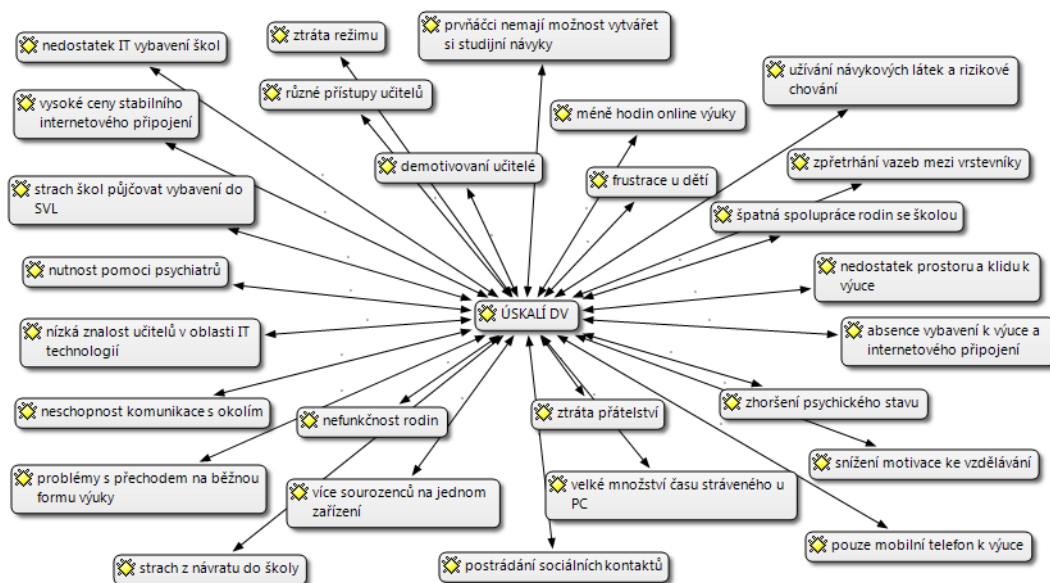 prvňáčci nemají možnost vytvářet
si studijní návyky
ztráta režimu
nedostatek IT vybavení škol
užívání návykových látek a rizikové
chování
různé přístupy učitelů
vysoké ceny stabilního
internetového připojení
méně hodin online výuky
demotivovaní učitelé
zpřetrhání vazeb mezi vrstevníky
frustrace u dětí
strach škol půjčovat vybavení do
SVL
špatná spolupráce rodin se školou
nutnost pomoci psychiatrů
nedostatek prostoru a klidu k
výuce
ÚSKALÍ DV
nízká znalost učitelů v oblasti IT
technologií
absence vybavení k výuce a
internetového připojení
neschopnost komunikace s okolím
nefunkčnost rodin
ztráta přátelství
zhoršení psychického stavu
problémy s přechodem na běžnou
formu výuky
více sourozenců na jednom
zařízení
velké množství času stráveného u
PC
snížení motivace ke vzdělávání
strach z návratu do školy
postrádání sociálních kontaktů
pouze mobilní telefon k výuce